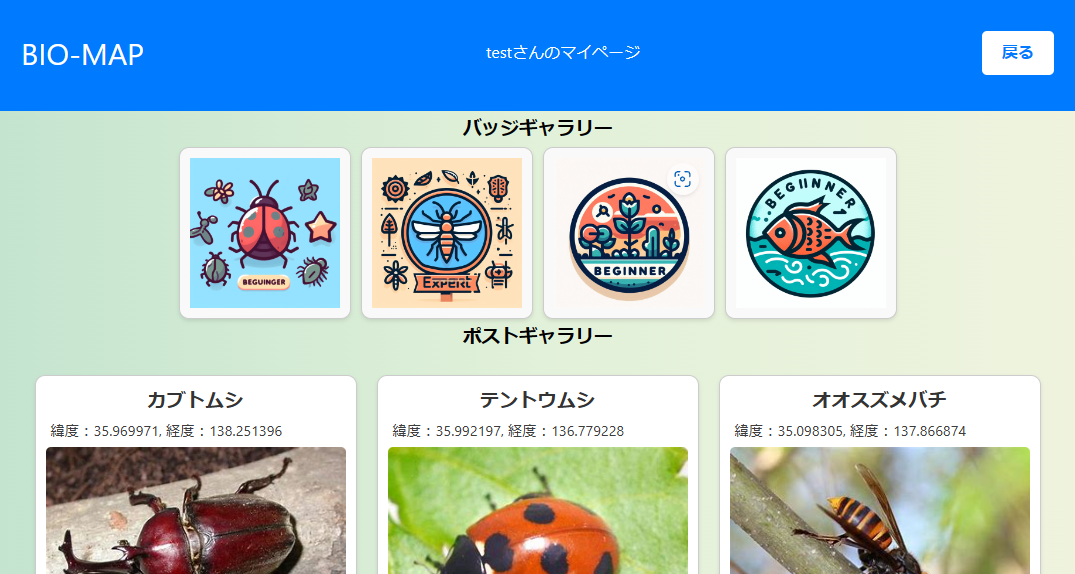 BIO-MAP
testさんのマイページ
戻る
バッジギャラリー
BEGUINGER
EXPERT
BEGINNER
BEGIINNER
ポストギャラリー
カブトムシ
緯度：35.969971, 経度：138.251396
テントウムシ
緯度：35.992197, 経度：136.779228
オオスズメバチ
緯度：35.098305, 経度：137.866874